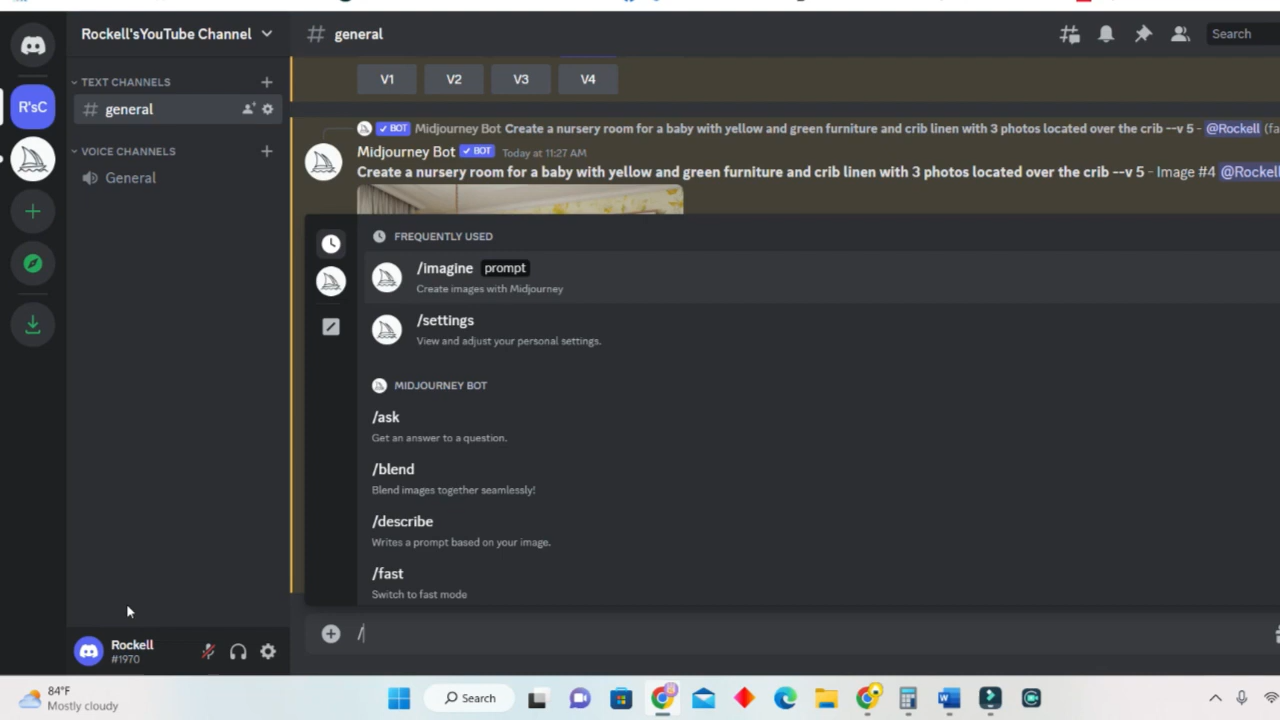 Rockell'sYouTube Channel
general
Search
TEXT CHANNELS
general
VOICE CHANNELS
General
R'sC
V1 V2 V3 V4
BOT Midjourney Bot Create a nursery room for a baby with yellow and green furniture and crib linen with 3 photos located over the crib --v 5 - @Rockell (fa
Midjourney Bot BOT Today at 11:27 AM
Create a nursery room for a baby with yellow and green furniture and crib linen with 3 photos located over the crib --v 5 - Image #4 @Rockell
FREQUENTLY USED
/imagine prompt
Create images with Midjourney
/settings
View and adjust your personal settings.
MIDJOURNEY BOT
/ask
Get an answer to a question.
/blend
Blend images together seamlessly!
/describe
Writes a prompt based on your image.
/fast
Switch to fast mode
/
Rockell
#1970
84°F
Mostly cloudy
Search